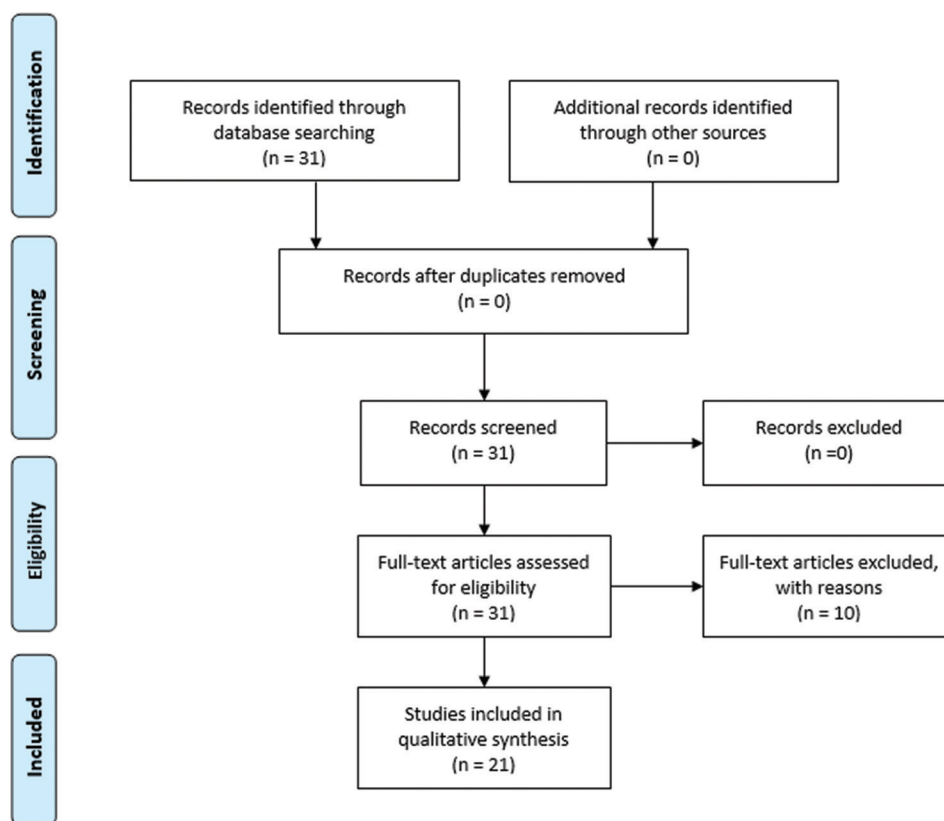 Identification
Records identified through
database searching
(n = 31)
Additional records identified
through other sources
(n = 0)
Screening
Records after duplicates removed
(n = 0)
Records screened
(n = 31)
Records excluded
(n =0)
Eligibility
Full-text articles assessed
for eligibility
(n = 31)
Full-text articles excluded,
with reasons
(n = 10)
Included
Studies included in
qualitative synthesis
(n = 21)